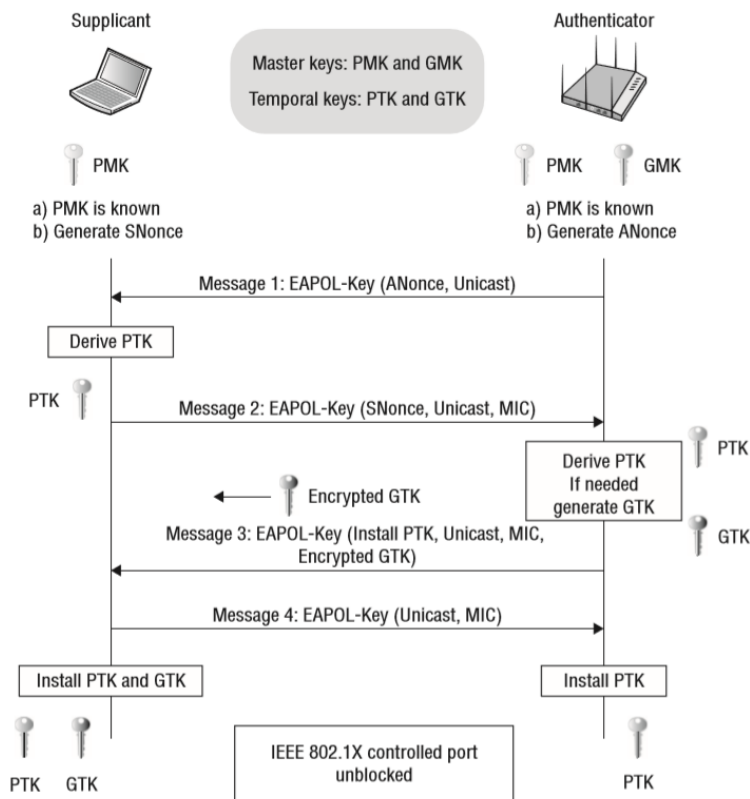 Supplicant
Authenticator
Master keys: PMK and GMK
Temporal keys: PTK and GTK
PMK
PMK
GMK
a) PMK is known
b) Generate SNonce
a) PMK is known
b) Generate ANonce
Message 1: EAPOL-Key (ANonce, Unicast)
Derive PTK
PTK
Message 2: EAPOL-Key (SNonce, Unicast, MIC)
PTK
Derive PTK
If needed
generate GTK
Encrypted GTK
GTK
Message 3: EAPOL-Key (Install PTK, Unicast, MIC,
Encrypted GTK)
Message 4: EAPOL-Key (Unicast, MIC)
Install PTK and GTK
Install PTK
IEEE 802.1X controlled port
unblocked
PTK
GTK
PTK